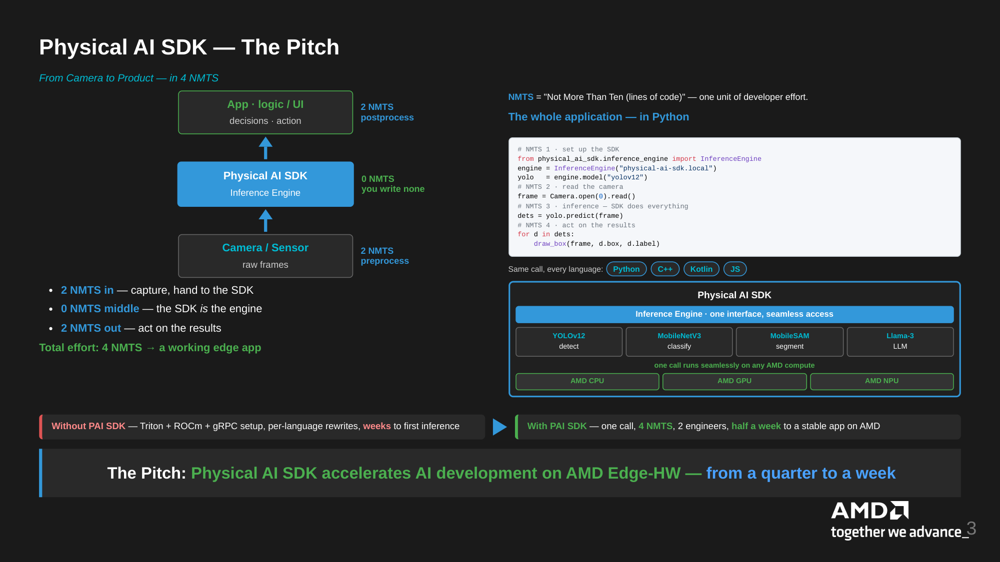 Physical AI SDK — The Pitch
From Camera to Product — in 4 NMTS
App · logic / UI
decisions · action
2 NMTS
postprocess
Physical AI SDK
Inference Engine
0 NMTS
you write none
Camera / Sensor
raw frames
2 NMTS
preprocess
• 2 NMTS in — capture, hand to the SDK
• 0 NMTS middle — the SDK is the engine
• 2 NMTS out — act on the results
Total effort: 4 NMTS → a working edge app
NMTS = "Not More Than Ten (lines of code)" — one unit of developer effort.
The whole application — in Python
# NMTS 1 · set up the SDK
from physical_ai_sdk.inference_engine import InferenceEngine
engine = InferenceEngine("physical-ai-sdk.local")
yolo   = engine.model("yolov12")
# NMTS 2 · read the camera
frame = Camera.open(0).read()
# NMTS 3 · inference — SDK does everything
dets = yolo.predict(frame)
# NMTS 4 · act on the results
for d in dets:
    draw_box(frame, d.box, d.label)
Same call, every language: Python C++ Kotlin JS
Physical AI SDK
Inference Engine · one interface, seamless access
YOLOv12 MobileNetV3 MobileSAM Llama-3
detect classify segment LLM
one call runs seamlessly on any AMD compute
AMD CPU AMD GPU AMD NPU
Without PAI SDK — Triton + ROCm + gRPC setup, per-language rewrites, weeks to first inference
With PAI SDK — one call, 4 NMTS, 2 engineers, half a week to a stable app on AMD
The Pitch: Physical AI SDK accelerates AI development on AMD Edge-HW — from a quarter to a week
AMD
together we advance_
3